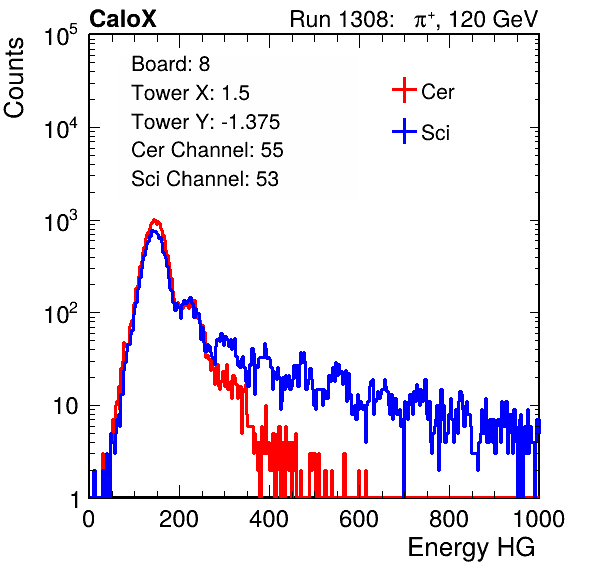 CaloX Run 1308: π⁺, 120 GeV
Counts
10⁵
10⁴
10³
10²
10
1
Board: 8
Tower X: 1.5
Tower Y: -1.375
Cer Channel: 55
Sci Channel: 53
Cer
Sci
0 200 400 600 800 1000
Energy HG